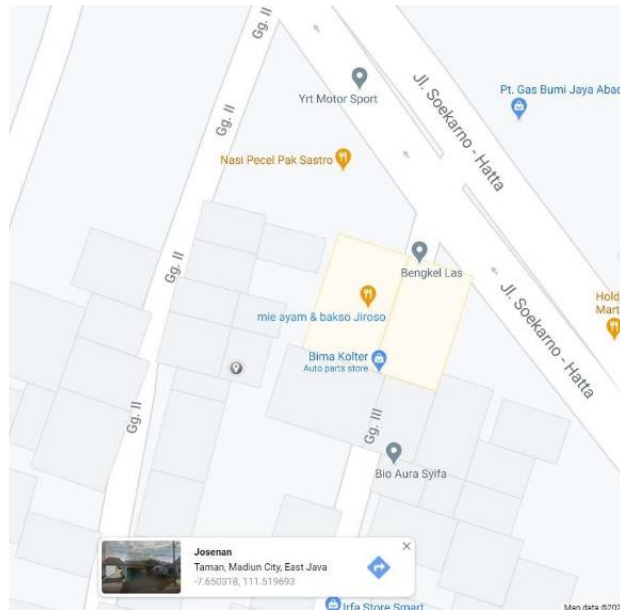 Gg. II
Yrt Motor Sport
Jl. Soekarno - Hatta
Pt. Gas Bumi Jaya Abad
Gg. II
Nasi Pecel Pak Sastro
Gg. II
Bengkel Las
Jl. Soekarno - Hatta
mie ayam & bakso Jiroso
Hold
Mart
Bima Kolter
Auto parts store
Gg. II
Gg. III
Bio Aura Syifa
Josenan
Taman, Madiun City, East Java
-7.650318, 111.519693
Irfa Store Smart
Map data ©202